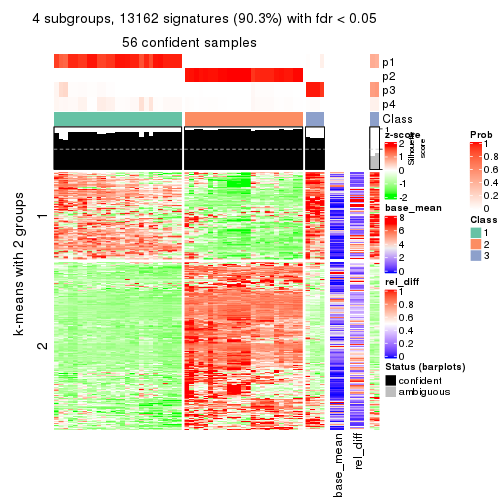 4 subgroups, 13162 signatures (90.3%) with fdr < 0.05
56 confident samples
p1
p2
p3
p4
Class
1
Silhouette
score
k-means with 2 groups
1
2
base_mean
rel_diff
z-score
2
1
0
-1
-2
base_mean
8
6
4
2
0
rel_diff
1
0.8
0.6
0.4
0.2
0
Status (barplots)
confident
ambiguous
Prob
1
0.8
0.6
0.4
0.2
0
Class
1
2
3